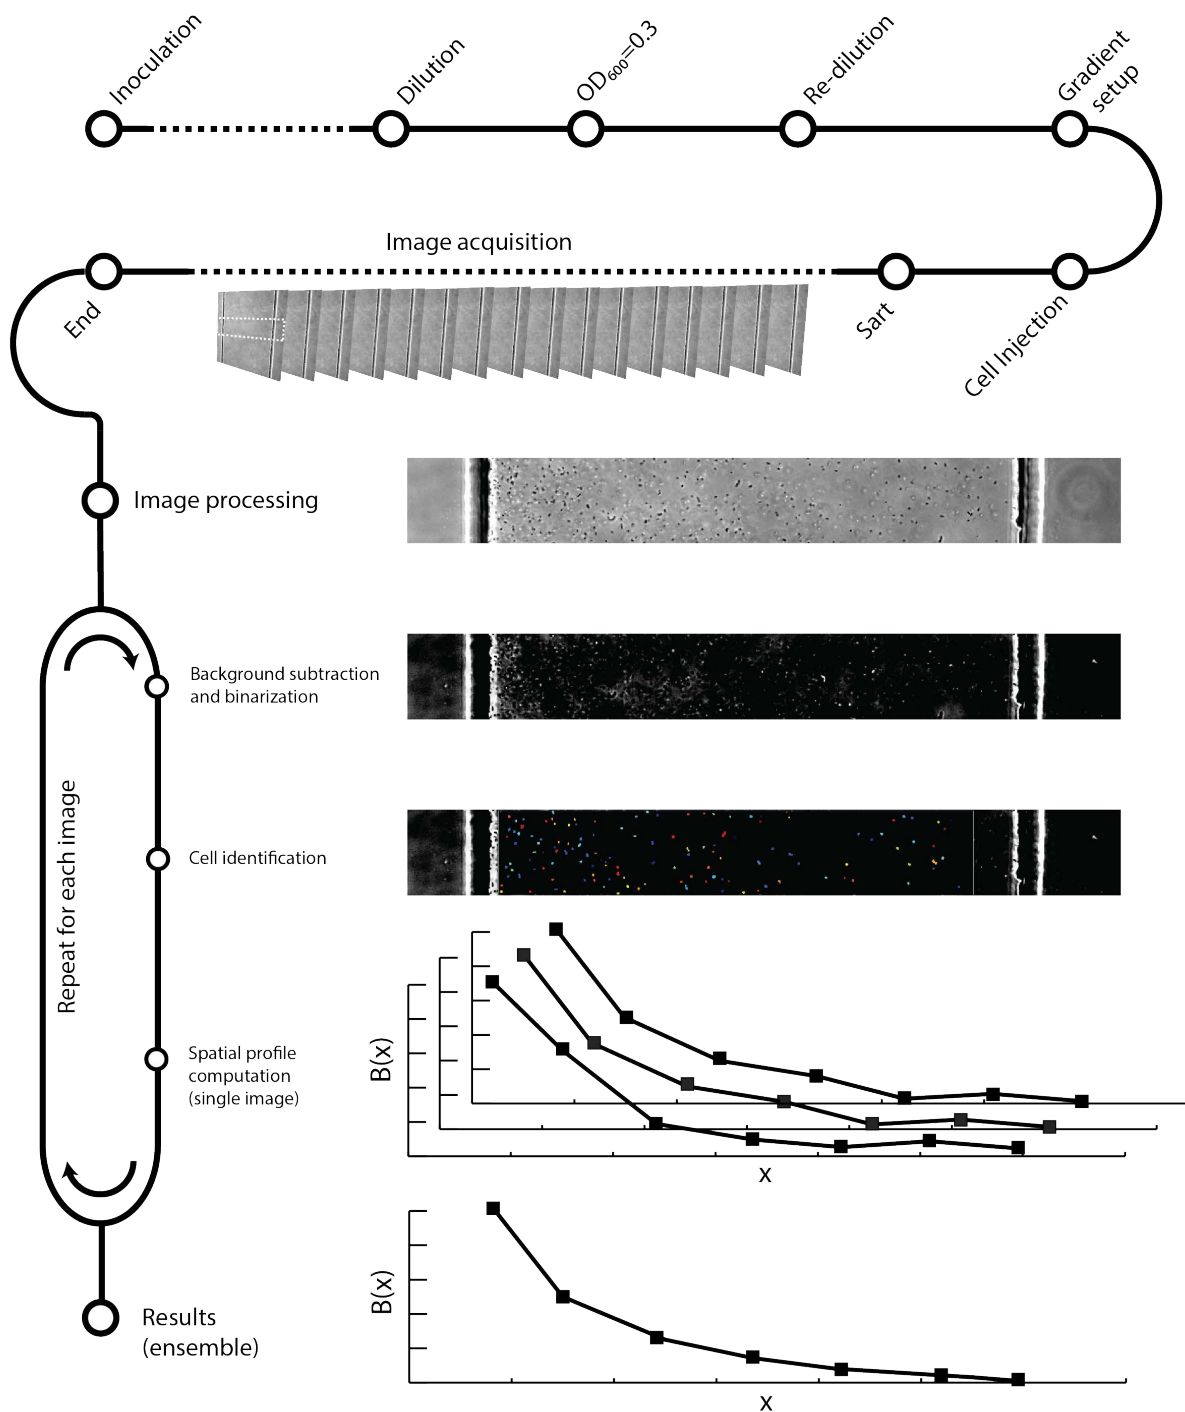 Inoculation
Dilution
OD600=0.3
Re-dilution
Gradient
setup
Image acquisition
End
Sart
Cell Injection
Image processing
Background subtraction
and binarization
Repeat for each image
Cell identification
Spatial profile
computation
(single image)
B(x)
x
Results
(ensemble)
B(x)
x